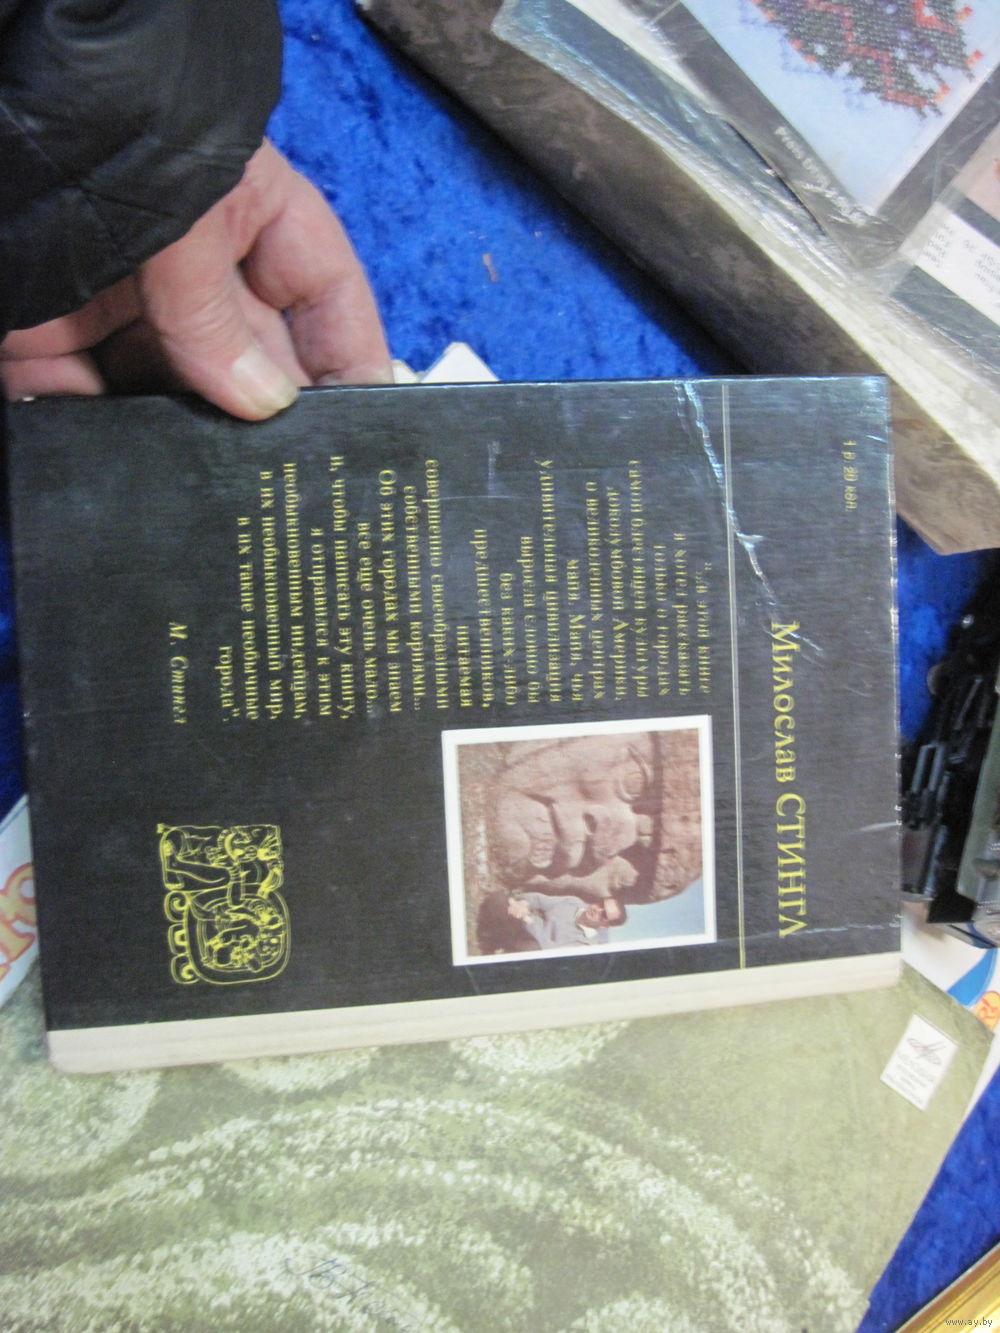 1 р 20 коп.
Милослав СТИНГЛ
"..в этой книге
я хотел рассказать
только о городах
самой блестящей культуры
доколумбовой Америки,
о великолепных центрах
майя. Майя, чья
удивительная цивилизация
выросла словно бы
без каких-либо
предшественников,
питаемая
совершенно своеобразными
собственными корнями...
Об этих городах мы знаем
все еще очень мало...
и, чтобы написать эту книгу,
я отправился к этим
необыкновенным индейцам,
в их необыкновенный мир,
в их такие необычные
города".
М. Стингл
www.ay.by